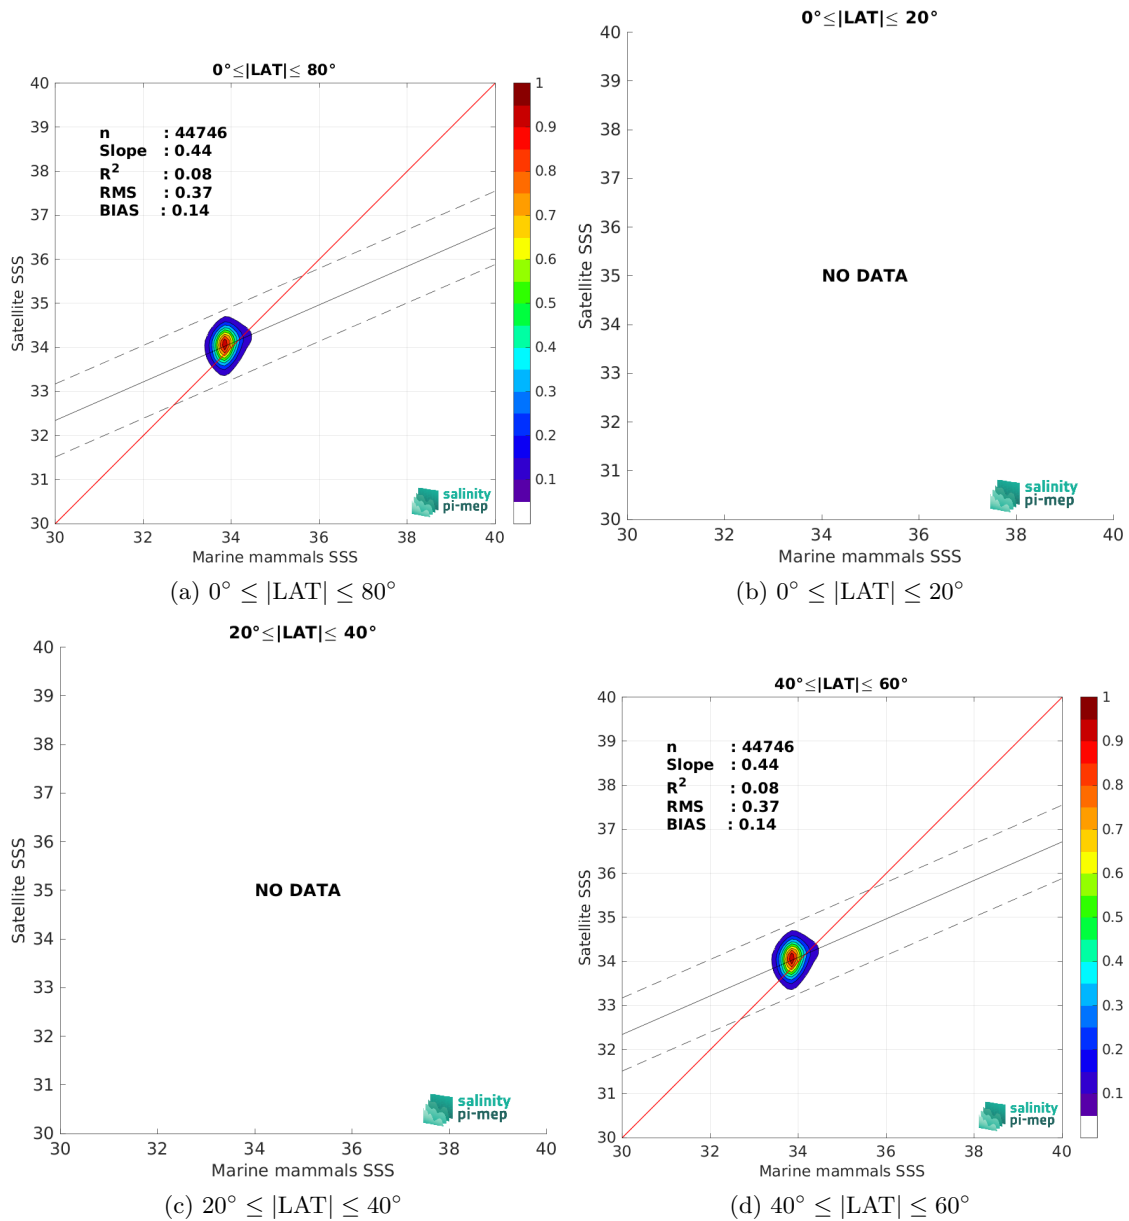 0°≤|LAT|≤ 80°
40
39
38
37
36
35
34
33
32
31
30
n : 44746
Slope : 0.44
R² : 0.08
RMS : 0.37
BIAS : 0.14
Satellite SSS
30 32 34 36 38 40
Marine mammals SSS
1
0.9
0.8
0.7
0.6
0.5
0.4
0.3
0.2
0.1
salinity
pi-mep
(a) 0° ≤ |LAT| ≤ 80°
0°≤|LAT|≤ 20°
40
39
38
37
36
35
34
33
32
31
30
NO DATA
Satellite SSS
30 32 34 36 38 40
Marine mammals SSS
salinity
pi-mep
(b) 0° ≤ |LAT| ≤ 20°
20°≤|LAT|≤ 40°
40
39
38
37
36
35
34
33
32
31
30
NO DATA
Satellite SSS
30 32 34 36 38 40
Marine mammals SSS
salinity
pi-mep
(c) 20° ≤ |LAT| ≤ 40°
40°≤|LAT|≤ 60°
40
39
38
37
36
35
34
33
32
31
30
n : 44746
Slope : 0.44
R² : 0.08
RMS : 0.37
BIAS : 0.14
Satellite SSS
30 32 34 36 38 40
Marine mammals SSS
1
0.9
0.8
0.7
0.6
0.5
0.4
0.3
0.2
0.1
salinity
pi-mep
(d) 40° ≤ |LAT| ≤ 60°